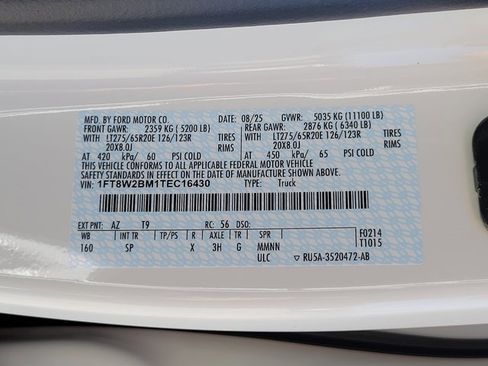 MFD. BY FORD MOTOR CO. DATE: 08/25 GVWR: 5035 KG (11100 LB)
FRONT GAWR: 2359 KG ( 5200 LB) REAR GAWR: 2876 KG ( 6340 LB)
WITH LT275/65R20E 126/123R TIRES WITH LT275/65R20E 126/123R TIRES
20X8.0J RIMS 20X8.0J RIMS
AT 420 kPa/ 60 PSI COLD AT 450 kPa/ 65 PSI COLD
THIS VEHICLE CONFORMS TO ALL APPLICABLE FEDERAL MOTOR VEHICLE
SAFETY STANDARDS IN EFFECT ON THE DATE OF MANUFACTURE SHOWN ABOVE.
VIN: 1FT8W2BM1TEC16430 TYPE: Truck
EXT PNT: AZ T9 RC: 56 DSO: F0214
WB INT TR TP/PS R AXLE TR SPR T1015
160 SP X 3H G MMNN
ULC ▽ RU5A-3520472-AB